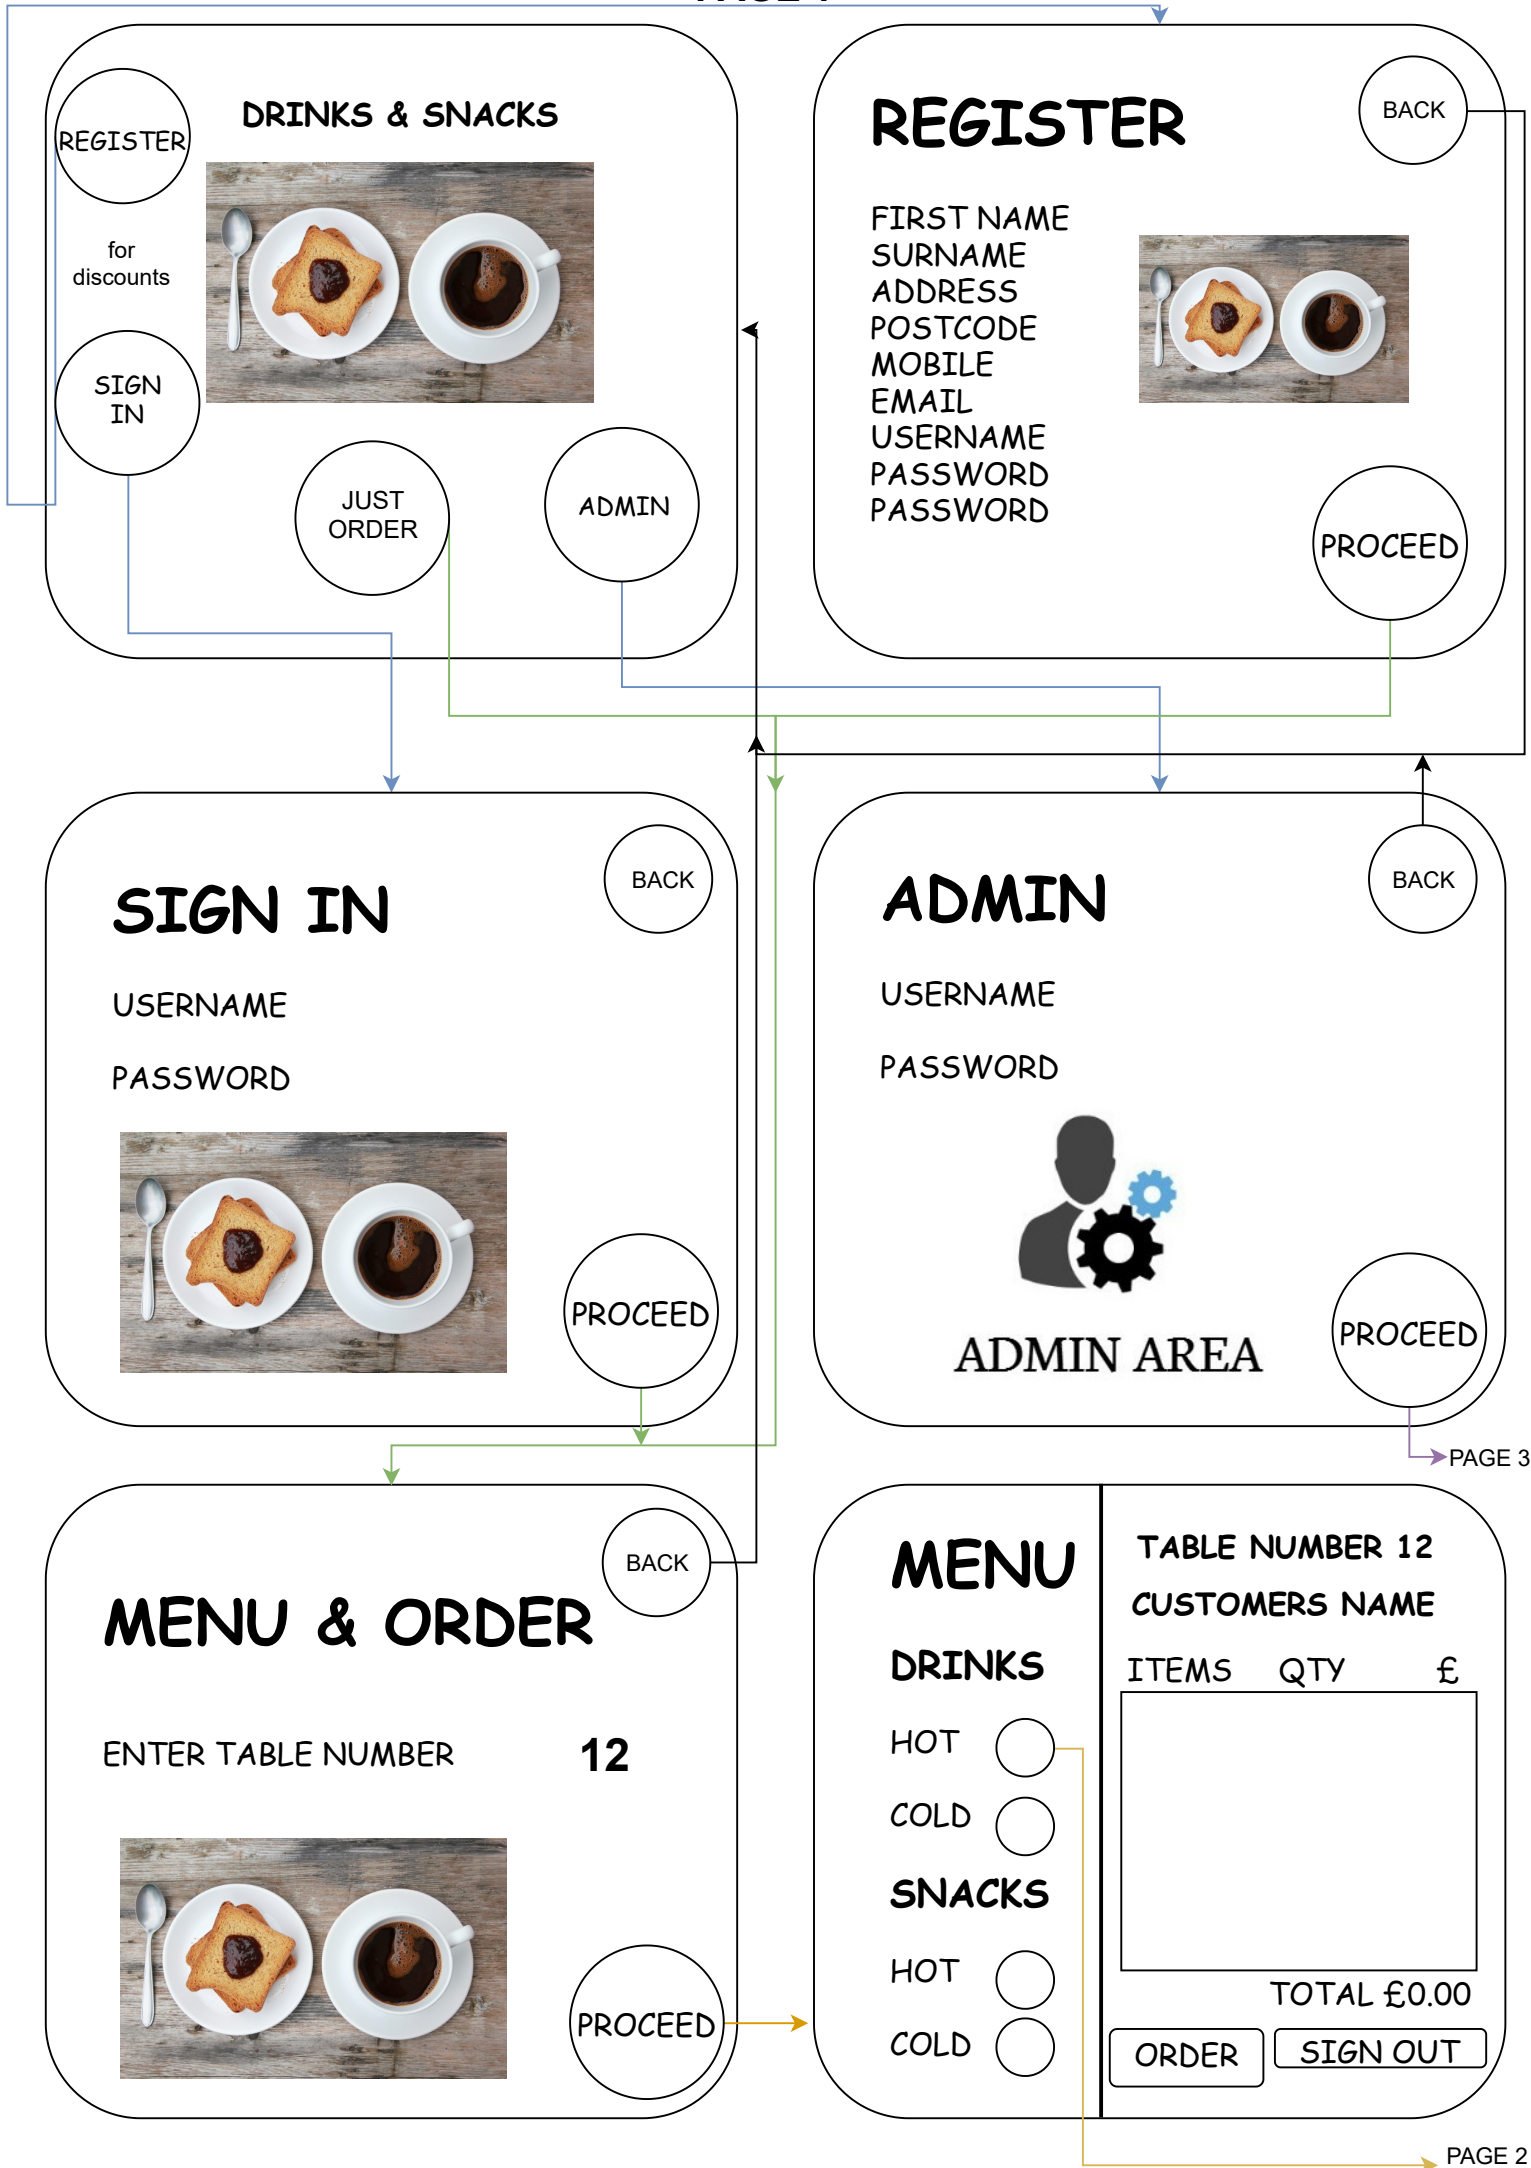 DRINKS & SNACKS
REGISTER
for
discounts
SIGN
IN
JUST
ORDER
ADMIN
REGISTER
BACK
FIRST NAME
SURNAME
ADDRESS
POSTCODE
MOBILE
EMAIL
USERNAME
PASSWORD
PASSWORD
PROCEED
SIGN IN
BACK
USERNAME
PASSWORD
PROCEED
ADMIN
BACK
USERNAME
PASSWORD
ADMIN AREA
PROCEED
PAGE 3
MENU & ORDER
BACK
ENTER TABLE NUMBER 12
PROCEED
MENU
DRINKS
HOT
COLD
SNACKS
HOT
COLD
TABLE NUMBER 12
CUSTOMERS NAME
ITEMS QTY £
TOTAL £0.00
ORDER
SIGN OUT
PAGE 2